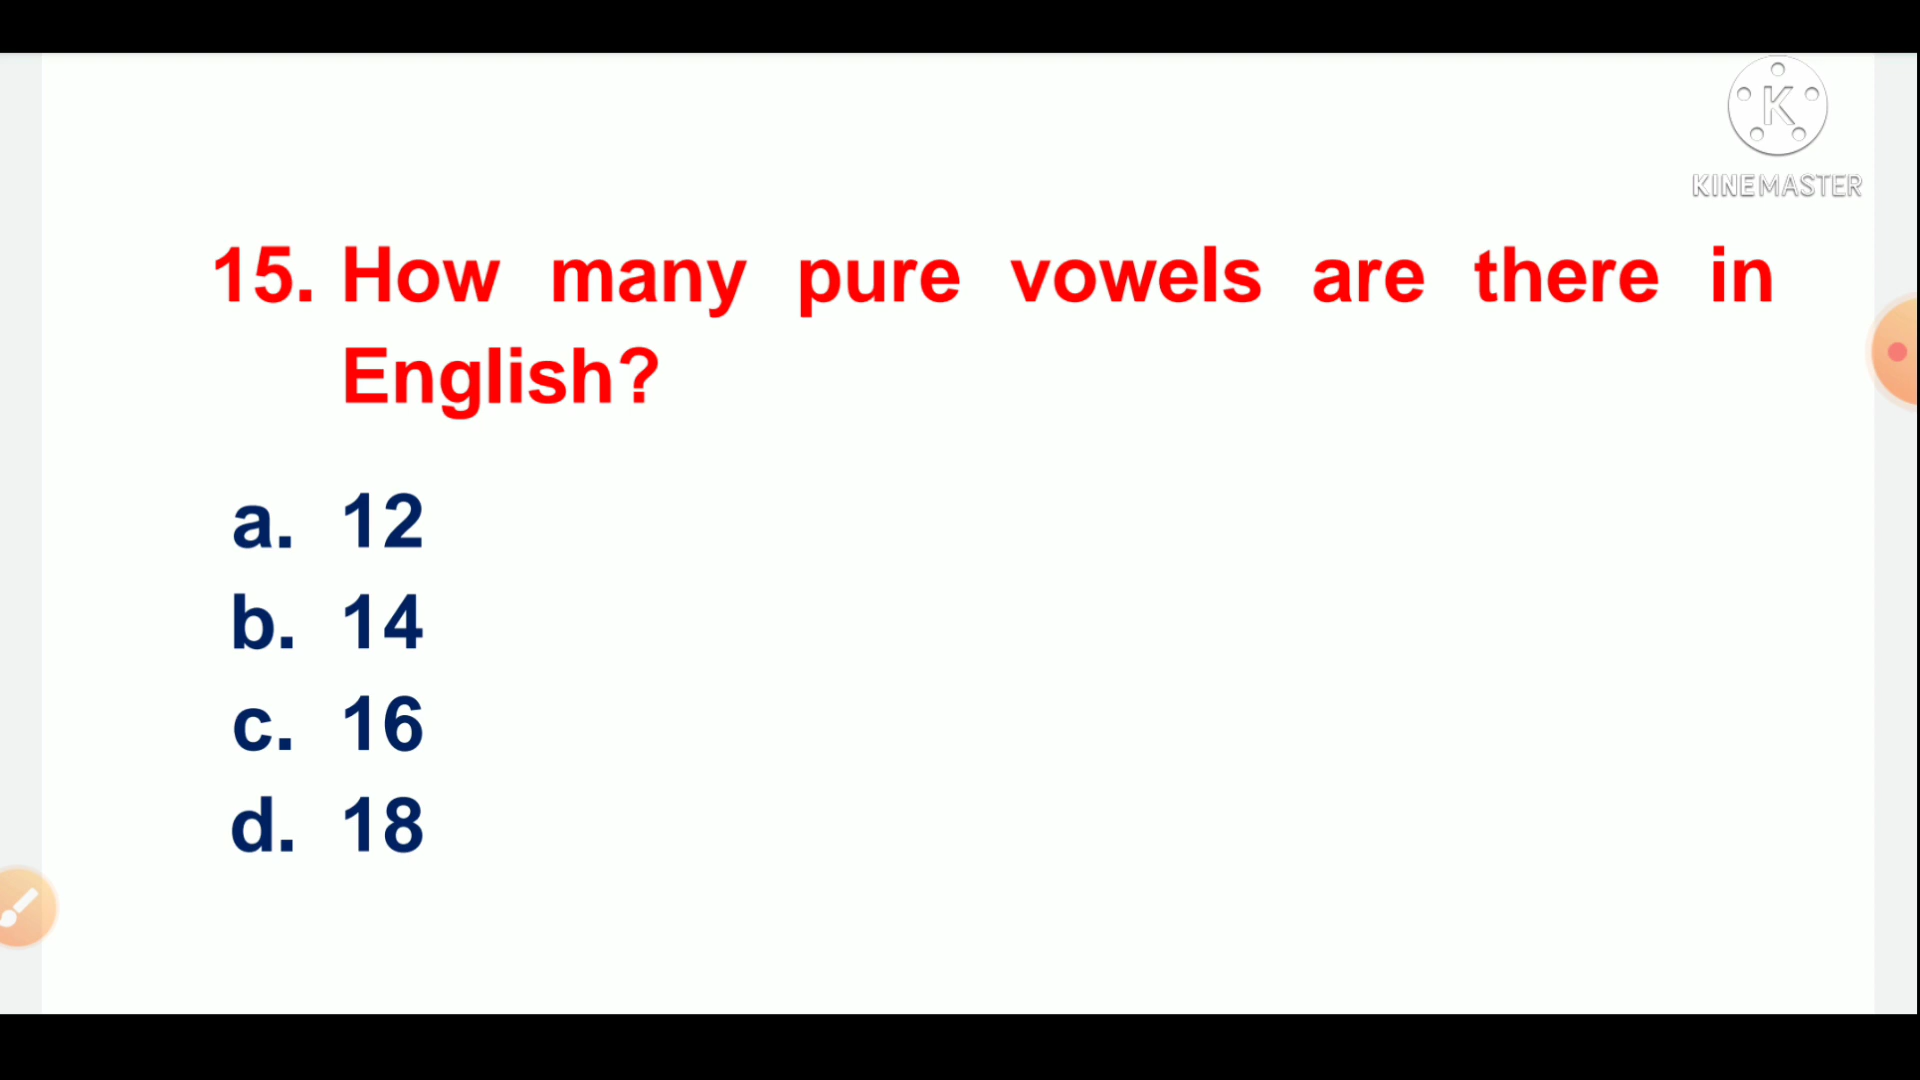 KINEMASTER
15. How many pure vowels are there in
English?
a. 12
b. 14
c. 16
d. 18